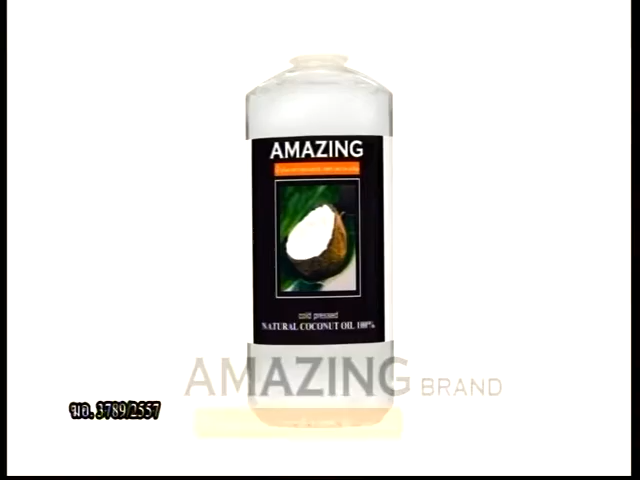 AMAZING
cold pressed
NATURAL COCONUT OIL 100%
AMAZING BRAND
ฆอ. 3789/2557